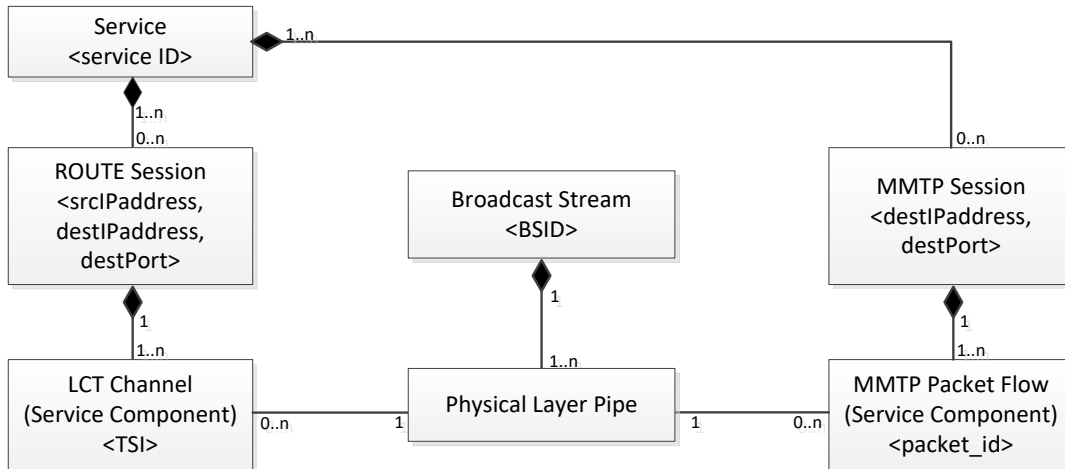 Service
<service ID>
1..n
1..n
0..n
0..n
ROUTE Session
<srcIPaddress,
destIPaddress,
destPort>
Broadcast Stream
<BSID>
MMTP Session
<destIPaddress,
destPort>
1
1
1
1..n
1..n
1..n
LCT Channel
(Service Component)
<TSI>
0..n
1
Physical Layer Pipe
1
0..n
MMTP Packet Flow
(Service Component)
<packet_id>